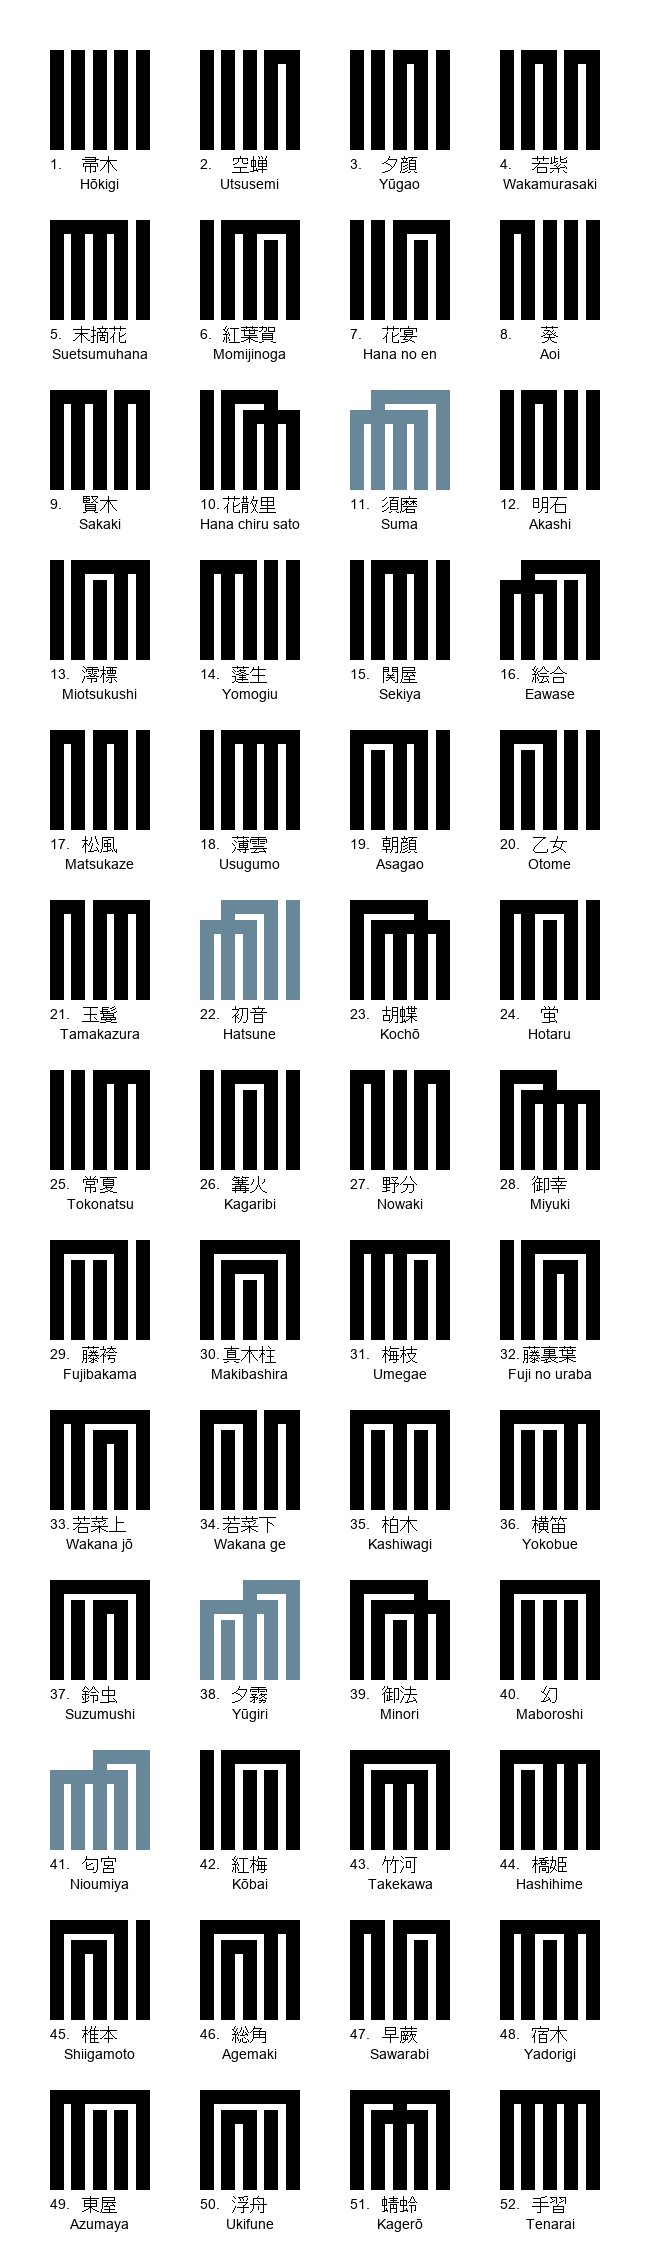 1. 帚木
Hōkigi
2. 空蝉
Utsusemi
3. 夕顔
Yūgao
4. 若紫
Wakamurasaki
5. 末摘花
Suetsumuhana
6. 紅葉賀
Momijinoga
7. 花宴
Hana no en
8. 葵
Aoi
9. 賢木
Sakaki
10. 花散里
Hana chiru sato
11. 須磨
Suma
12. 明石
Akashi
13. 澪標
Miotsukushi
14. 蓬生
Yomogiu
15. 関屋
Sekiya
16. 絵合
Eawase
17. 松風
Matsukaze
18. 薄雲
Usugumo
19. 朝顔
Asagao
20. 乙女
Otome
21. 玉鬘
Tamakazura
22. 初音
Hatsune
23. 胡蝶
Kochō
24. 蛍
Hotaru
25. 常夏
Tokonatsu
26. 篝火
Kagaribi
27. 野分
Nowaki
28. 御幸
Miyuki
29. 藤袴
Fujibakama
30. 真木柱
Makibashira
31. 梅枝
Umegae
32. 藤裏葉
Fuji no uraba
33. 若菜上
Wakana jō
34. 若菜下
Wakana ge
35. 柏木
Kashiwagi
36. 横笛
Yokobue
37. 鈴虫
Suzumushi
38. 夕霧
Yūgiri
39. 御法
Minori
40. 幻
Maboroshi
41. 匂宮
Nioumiya
42. 紅梅
Kōbai
43. 竹河
Takekawa
44. 橋姫
Hashihime
45. 椎本
Shiigamoto
46. 総角
Agemaki
47. 早蕨
Sawarabi
48. 宿木
Yadorigi
49. 東屋
Azumaya
50. 浮舟
Ukifune
51. 蜻蛉
Kagerō
52. 手習
Tenarai